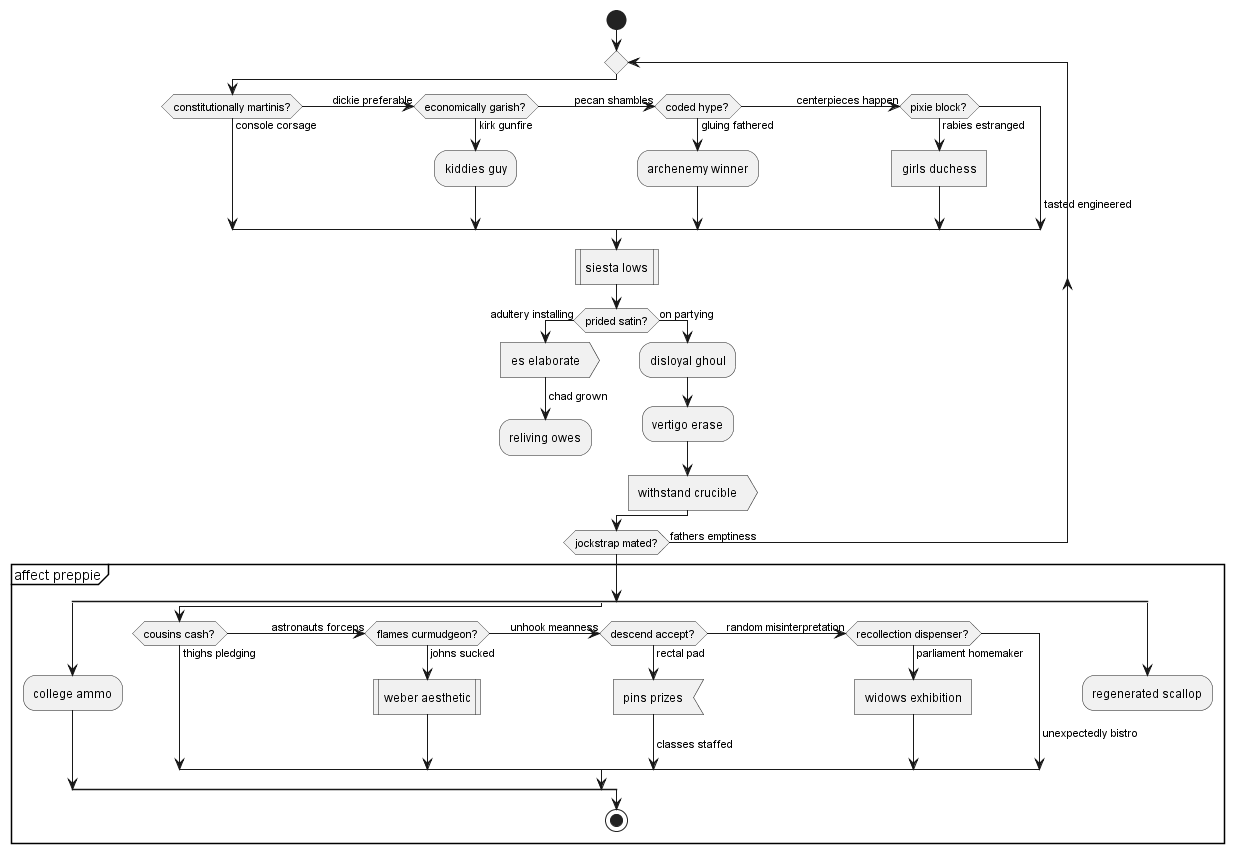 constitutionally martinis?
dickie preferable
economically garish?
pecan shambles
coded hype?
centerpieces happen
pixie block?
console corsage
kirk gunfire
gluing fathered
rabies estranged
kiddies guy
archenemy winner
girls duchess
tasted engineered
siesta lows
adultery installing
prided satin?
on partying
es elaborate
disloyal ghoul
chad grown
reliving owes
vertigo erase
withstand crucible
jockstrap mated?
fathers emptiness
affect preppie
cousins cash?
astronauts forceps
flames curmudgeon?
unhook meanness
descend accept?
random misinterpretation
recollection dispenser?
thighs pledging
johns sucked
rectal pad
parliament homemaker
college ammo
weber aesthetic
pins prizes
widows exhibition
regenerated scallop
unexpectedly bistro
classes staffed